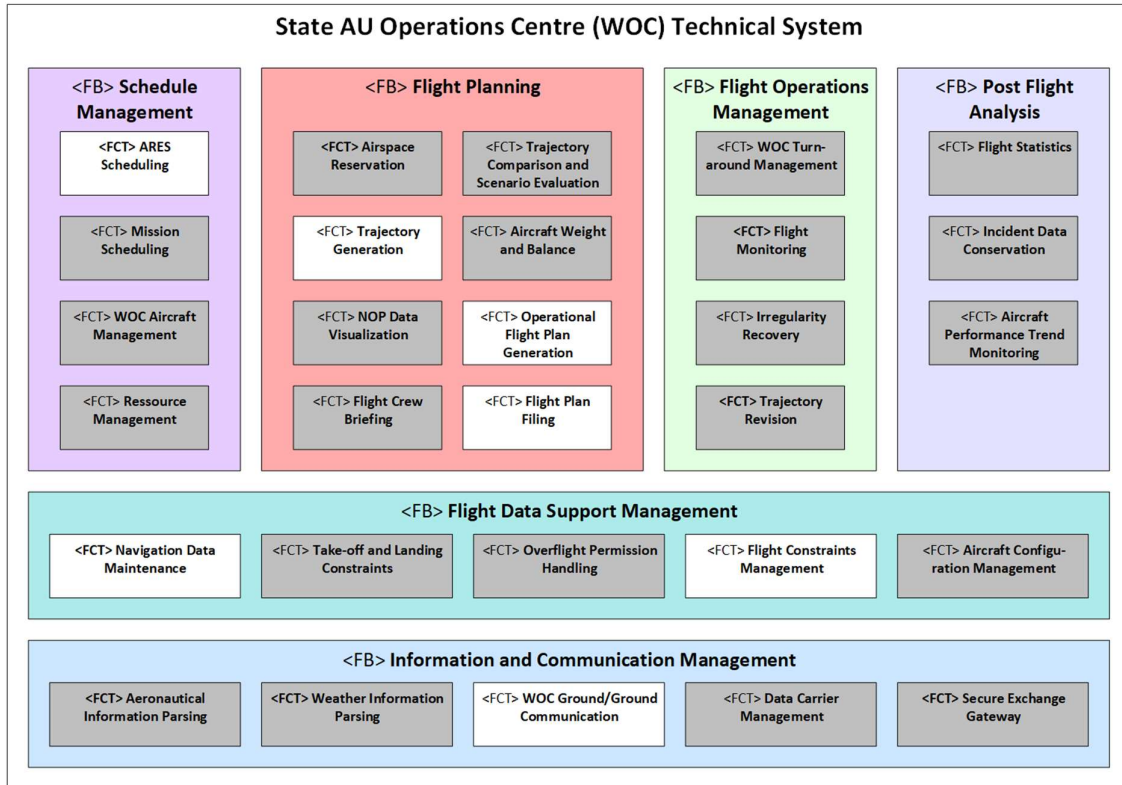 State AU Operations Centre (WOC) Technical System
<FB> Schedule
Management
<FCT> ARES
Scheduling
<FCT> Mission
Scheduling
<FCT> WOC Aircraft
Management
<FCT> Ressource
Management
<FB> Flight Planning
<FCT> Airspace
Reservation
<FCT> Trajectory
Comparison and
Scenario Evaluation
<FCT> Trajectory
Generation
<FCT> Aircraft Weight
and Balance
<FCT> NOP Data
Visualization
<FCT> Operational
Flight Plan
Generation
<FCT> Flight Crew
Briefing
<FCT> Flight Plan
Filing
<FB> Flight Operations
Management
<FCT> WOC Turn-
around Management
<FCT> Flight
Monitoring
<FCT> Irregularity
Recovery
<FCT> Trajectory
Revision
<FB> Post Flight
Analysis
<FCT> Flight Statistics
<FCT> Incident Data
Conservation
<FCT> Aircraft
Performance Trend
Monitoring
<FB> Flight Data Support Management
<FCT> Navigation Data
Maintenance
<FCT> Take-off and Landing
Constraints
<FCT> Overflight Permission
Handling
<FCT> Flight Constraints
Management
<FCT> Aircraft Configu-
ration Management
<FB> Information and Communication Management
<FCT> Aeronautical
Information Parsing
<FCT> Weather Information
Parsing
<FCT> WOC Ground/Ground
Communication
<FCT> Data Carrier
Management
<FCT> Secure Exchange
Gateway